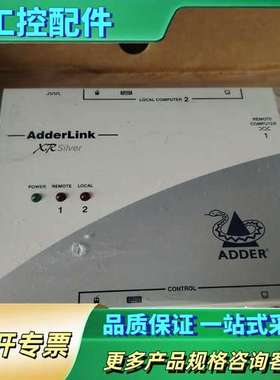 工控配件
LOCAL COMPUTER 2
AdderLink
XR Silver
REMOTE
COMPUTER
1
POWER REMOTE LOCAL
1 2
ADDER®
CONTROL
开专票
品质保证 一站式采
更多产品规格咨询客